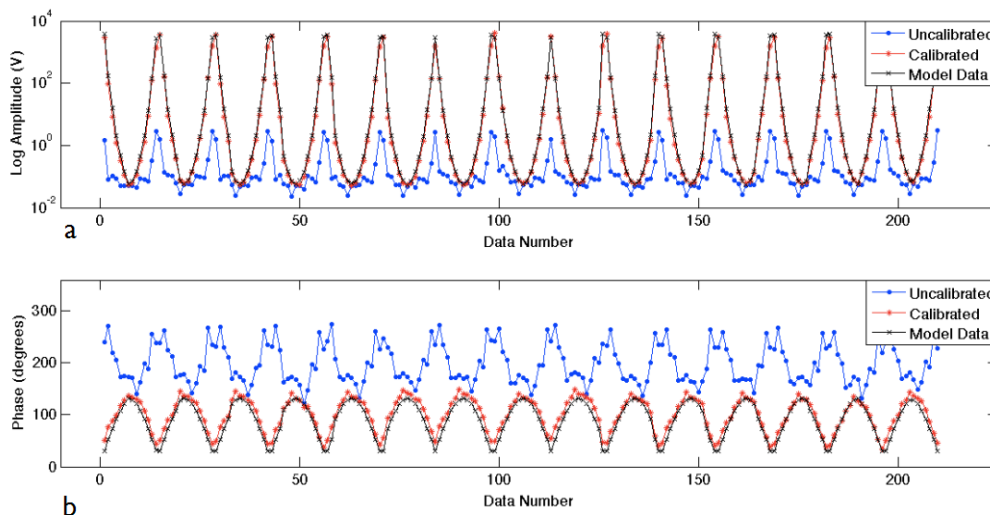 10^4
10^2
10^0
10^-2
Log Amplitude (V)
Uncalibrated
Calibrated
Model Data
0
50
100
150
200
Data Number
a
300
200
100
0
Phase (degrees)
Uncalibrated
Calibrated
Model Data
0
50
100
150
200
Data Number
b